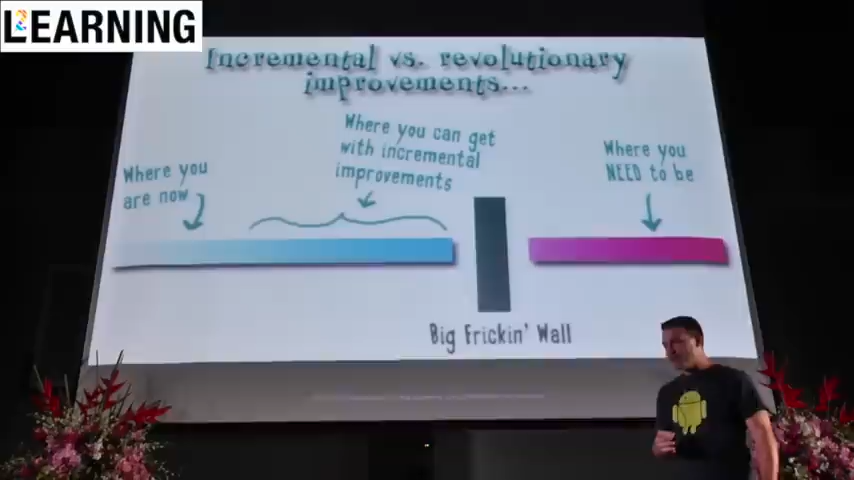 LEARNING
Incremental vs. revolutionary
improvements...
Where you can get
with incremental
improvements
Where you
are now
Where you
NEED to be
Big Frickin' Wall